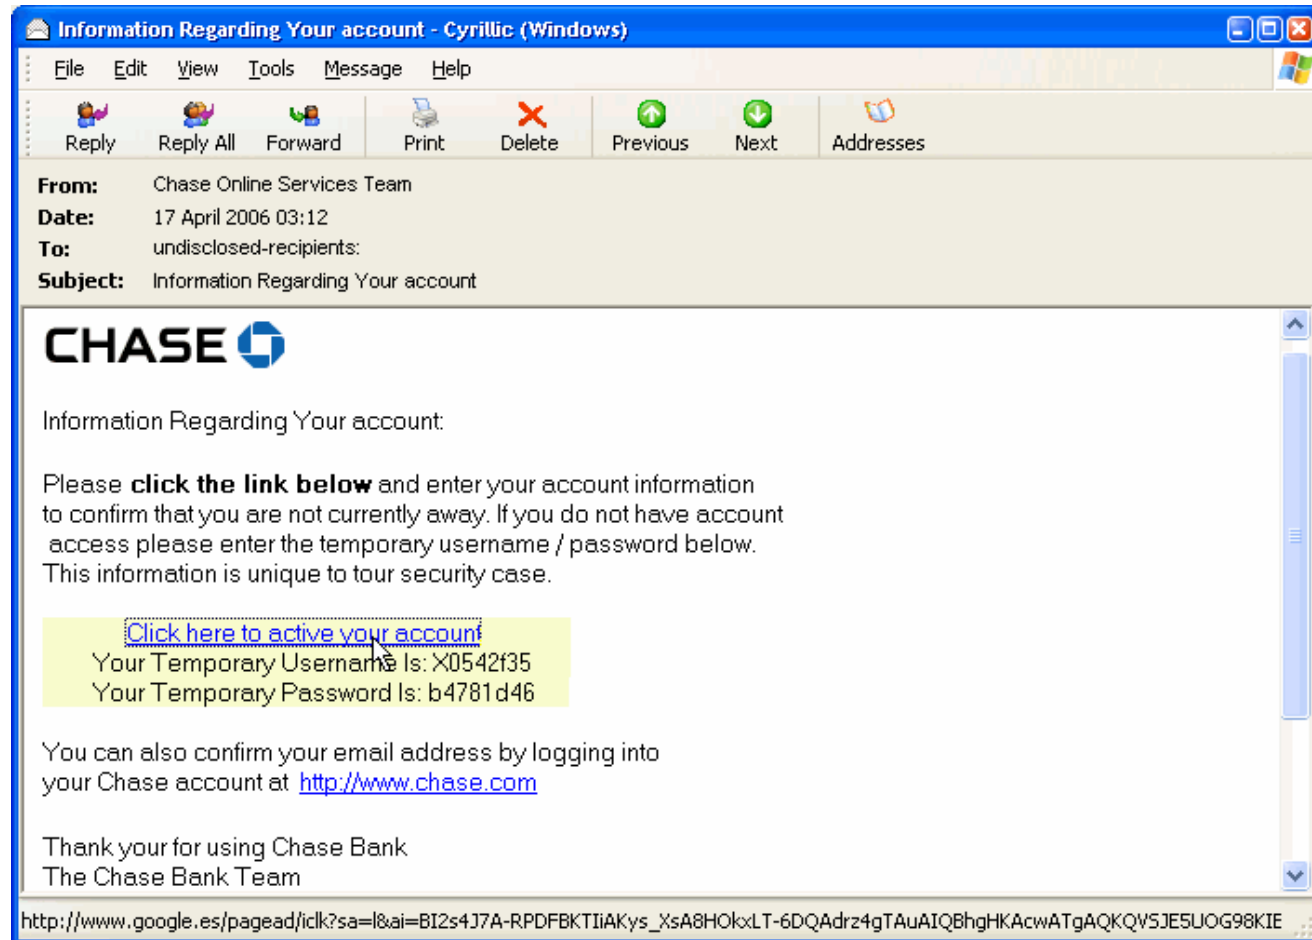 Information Regarding Your account - Cyrillic (Windows)
File Edit View Tools Message Help
Reply Reply All Forward Print Delete Previous Next Addresses
From: Chase Online Services Team
Date: 17 April 2006 03:12
To: undisclosed-recipients:
Subject: Information Regarding Your account
CHASE
Information Regarding Your account:
Please click the link below and enter your account information
to confirm that you are not currently away. If you do not have account
access please enter the temporary username / password below.
This information is unique to tour security case.
Click here to active your account
Your Temporary Username Is: X0542f35
Your Temporary Password Is: b4781d46
You can also confirm your email address by logging into
your Chase account at http://www.chase.com
Thank your for using Chase Bank
The Chase Bank Team
http://www.google.es/pagead/iclk?sa=l&ai=BI2s4J7A-RPDFBKTIiAKys_XsA8HOkxLT-6DQAdrz4gTAuAIQBhgHKAcwATgAQKQVSJE5UOG98KIE